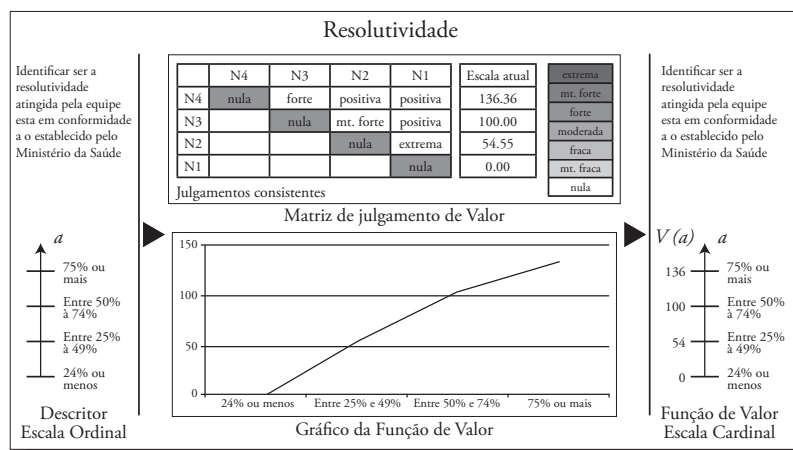 Resolutividade
Identificar ser a
resolutividade
atingida pela equipe
esta em conformidade
a o establecido pelo
Ministério da Saúde
a
75% ou
mais
Entre 50%
à 74%
Entre 25%
à 49%
24% ou
menos
Descritor
Escala Ordinal
N4 N3 N2 N1 Escala atual
N4 nula forte positiva positiva 136.36
N3 nula mt. forte positiva 100.00
N2 nula extrema 54.55
N1 nula 0.00
Julgamentos consistentes
extrema
mt. forte
forte
moderada
fraca
mt. fraca
nula
Matriz de julgamento de Valor
150
100
50
0
24% ou menos Entre 25% e 49% Entre 50% e 74% 75% ou mais
Gráfico da Função de Valor
Identificar ser a
resolutividade
atingida pela equipe
esta em conformidade
a o establecido pelo
Ministério da Saúde
V (a) a
136 75% ou
mais
100 Entre 50%
à 74%
54 Entre 25%
à 49%
0 24% ou
menos
Função de Valor
Escala Cardinal